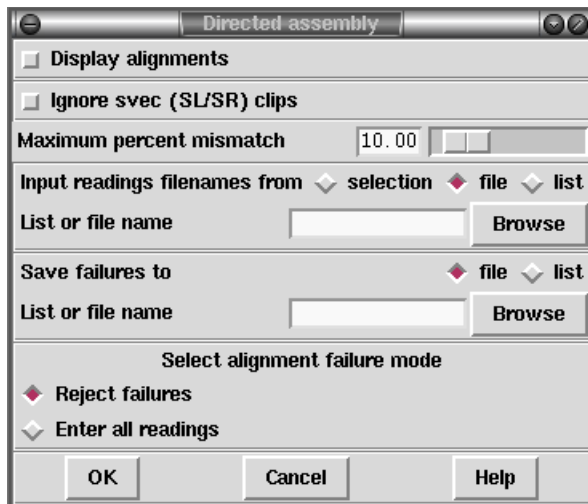 Directed assembly
Display alignments
Ignore svec (SL/SR) clips
Maximum percent mismatch 10.00
Input readings filenames from selection file list
List or file name Browse
Save failures to file list
List or file name Browse
Select alignment failure mode
Reject failures
Enter all readings
OK Cancel Help